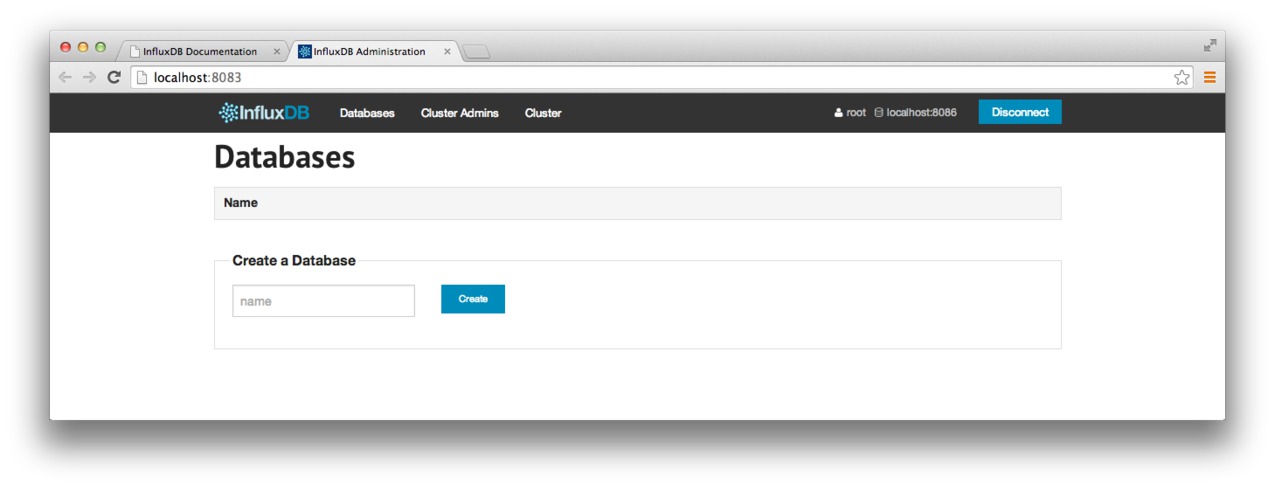 InfluxDB Documentation × InfluxDB Administration ×
localhost:8083
InfluxDB Databases Cluster Admins Cluster root localhost:8086 Disconnect
Databases
Name
Create a Database
name Create